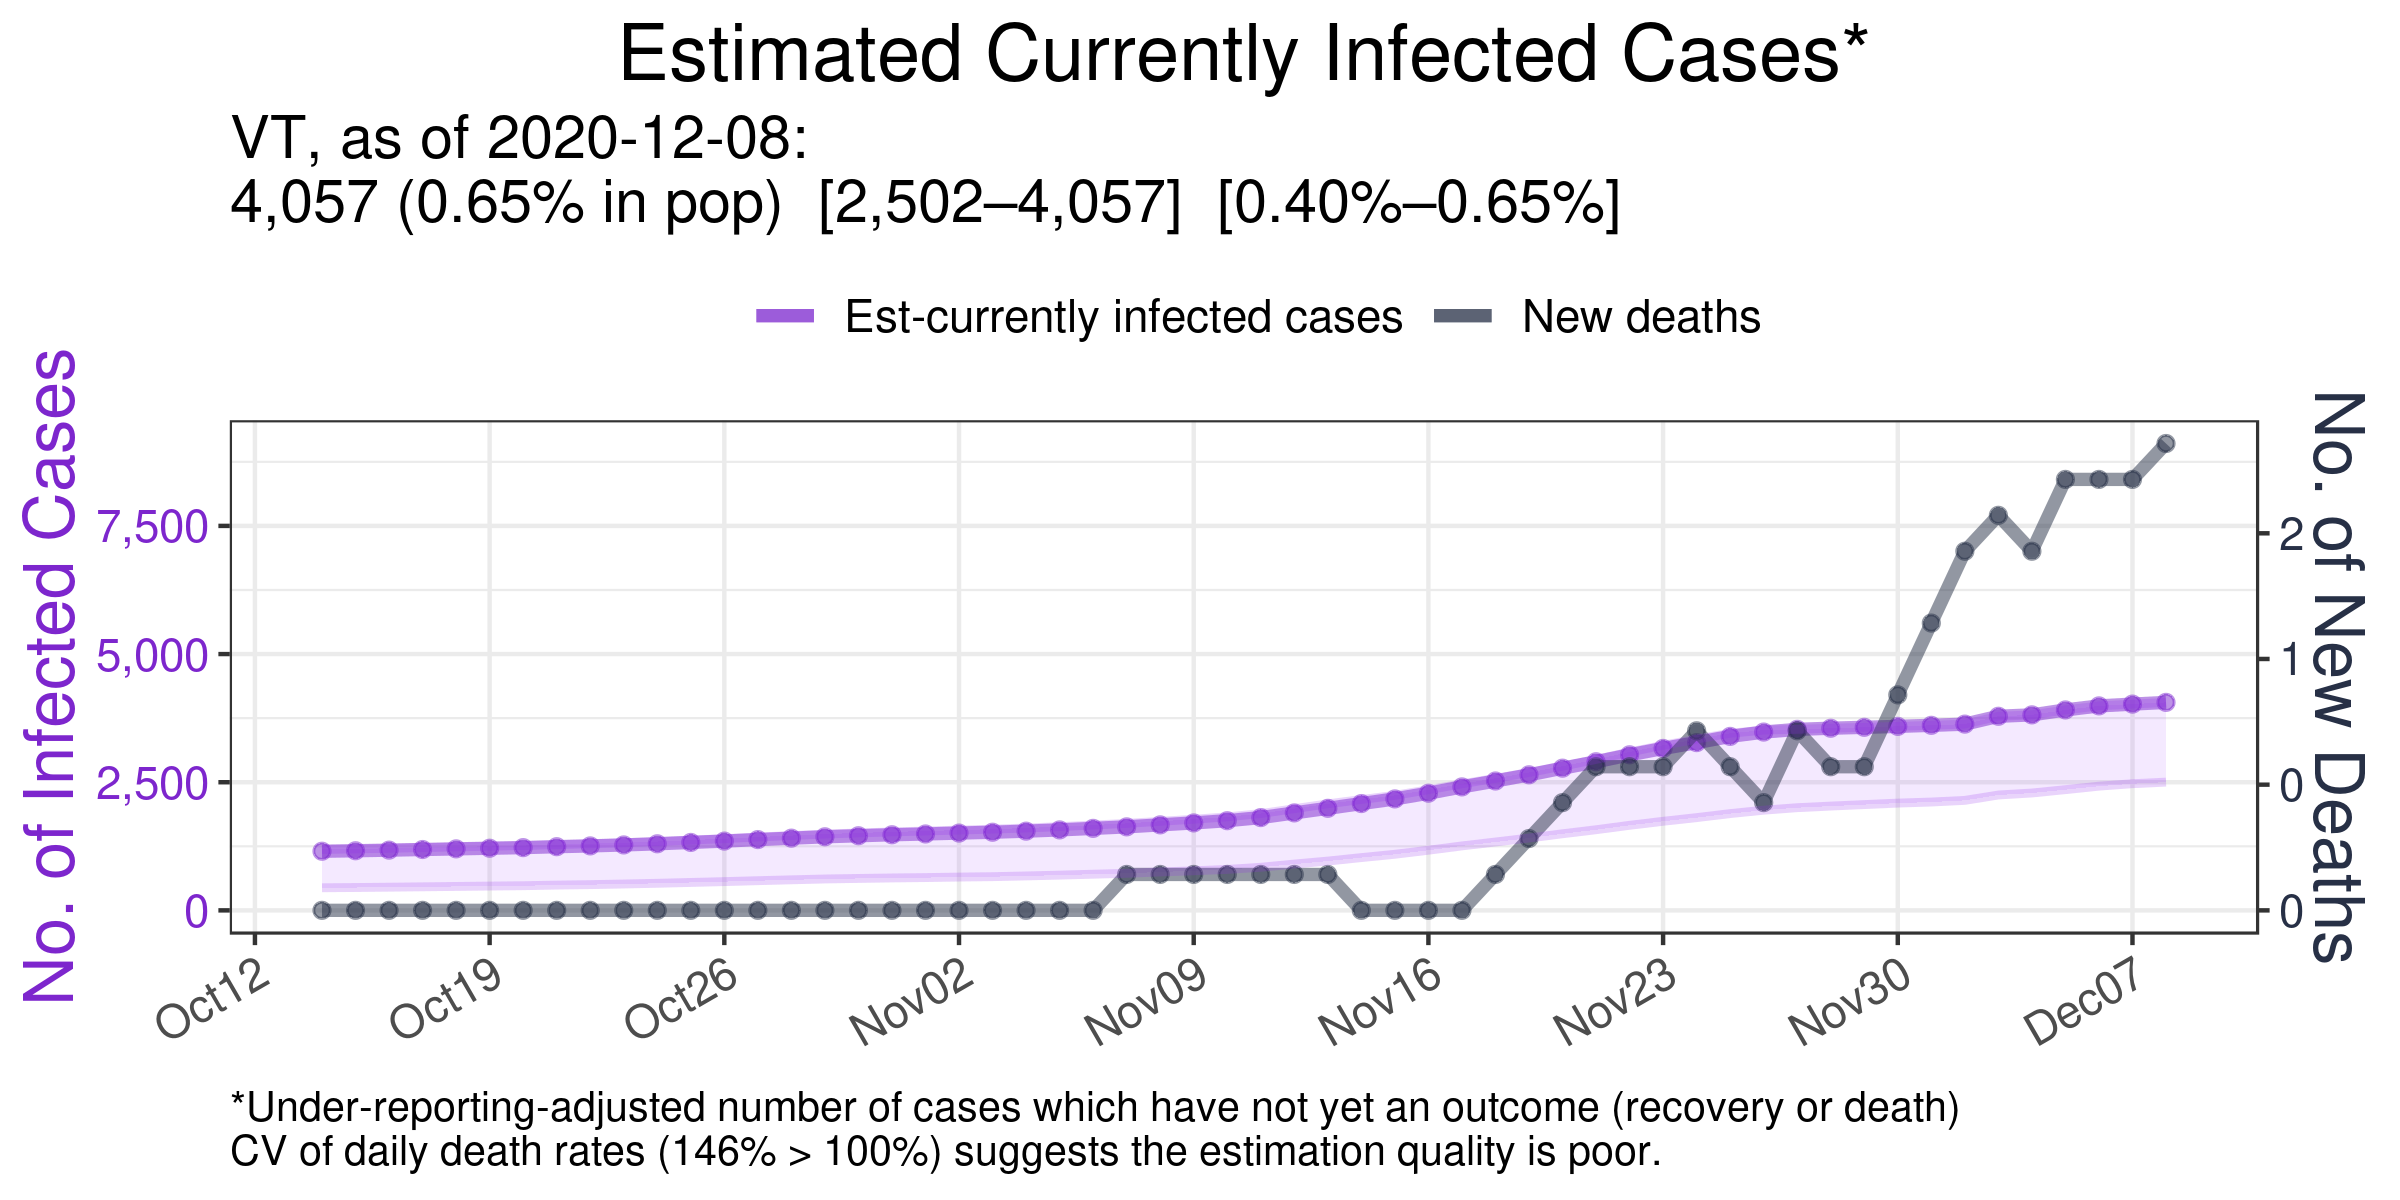 Estimated Currently Infected Cases*
VT, as of 2020-12-08:
4,057 (0.65% in pop) [2,502–4,057] [0.40%–0.65%]
Est-currently infected cases
New deaths
No. of Infected Cases
7,500
5,000
2,500
0
No. of New Deaths
2
1
0
0
Oct12
Oct19
Oct26
Nov02
Nov09
Nov16
Nov23
Nov30
Dec07
*Under-reporting-adjusted number of cases which have not yet an outcome (recovery or death)
CV of daily death rates (146% > 100%) suggests the estimation quality is poor.